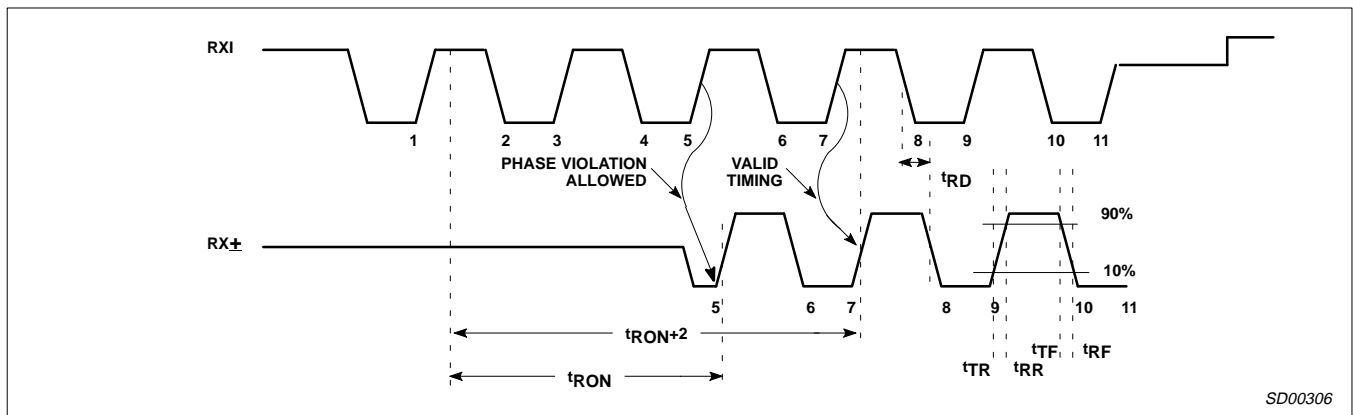 RXI
1 2 3 4 5 6 7 8 9 10 11
PHASE VIOLATION
ALLOWED
VALID
TIMING
tRD
90%
RX±
10%
5 6 7 8 9 10 11
tRON+2
tTF tRF
tTR tRR
tRON
SD00306